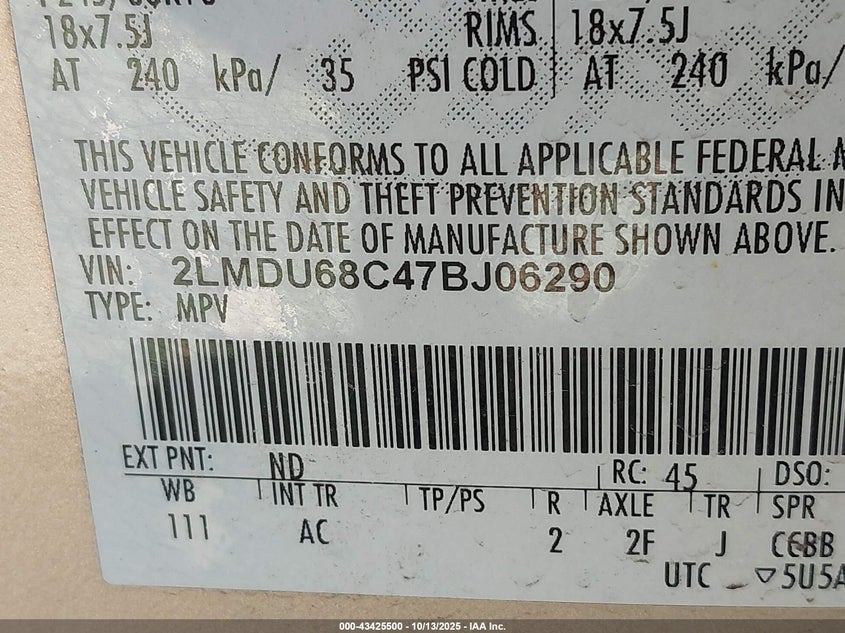 18x7.5J RIMS 18x7.5J
AT 240 kPa/ 35 PSI COLD AT 240 kPa/
THIS VEHICLE CONFORMS TO ALL APPLICABLE FEDERAL
VEHICLE SAFETY AND THEFT PREVENTION STANDARDS IN
EFFECT ON THE DATE OF MANUFACTURE SHOWN ABOVE.
VIN: 2LMDU68C47BJ06290
TYPE: MPV
EXT PNT: ND RC: 45 DSO:
WB INT TR TP/PS R AXLE TR SPR
111 AC 2 2F J CCBB
UTC ▽5U5A
000-43425500 - 10/13/2025 - IAA Inc.